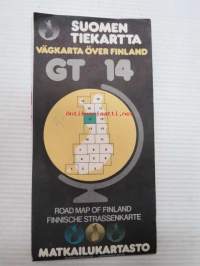 SUOMEN
TIEKARTTA
VÄGKARTA ÖVER FINLAND
GT 14
ROAD MAP OF FINLAND
FINNISCHE STRASSENKARTE
MATKAILUKARTASTO